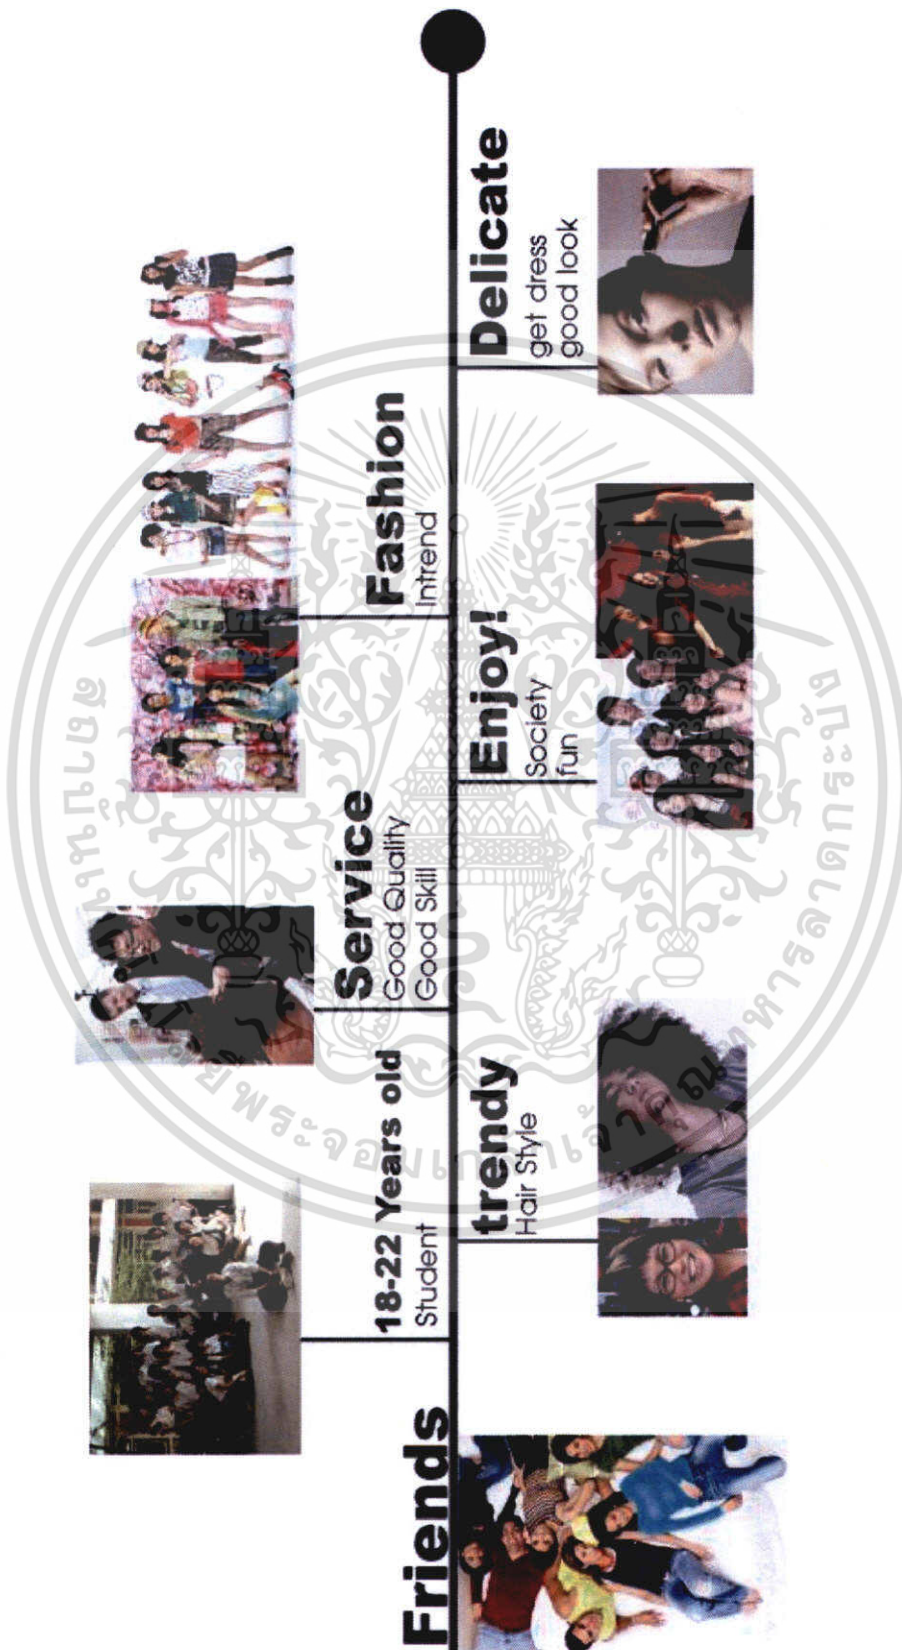 Friends
18-22 Years old
Student
trendy
Hair Style
Service
Good Quality
Good Skill
Enjoy!
Society
fun
Fashion
Intrend
Delicate
get dress
good look